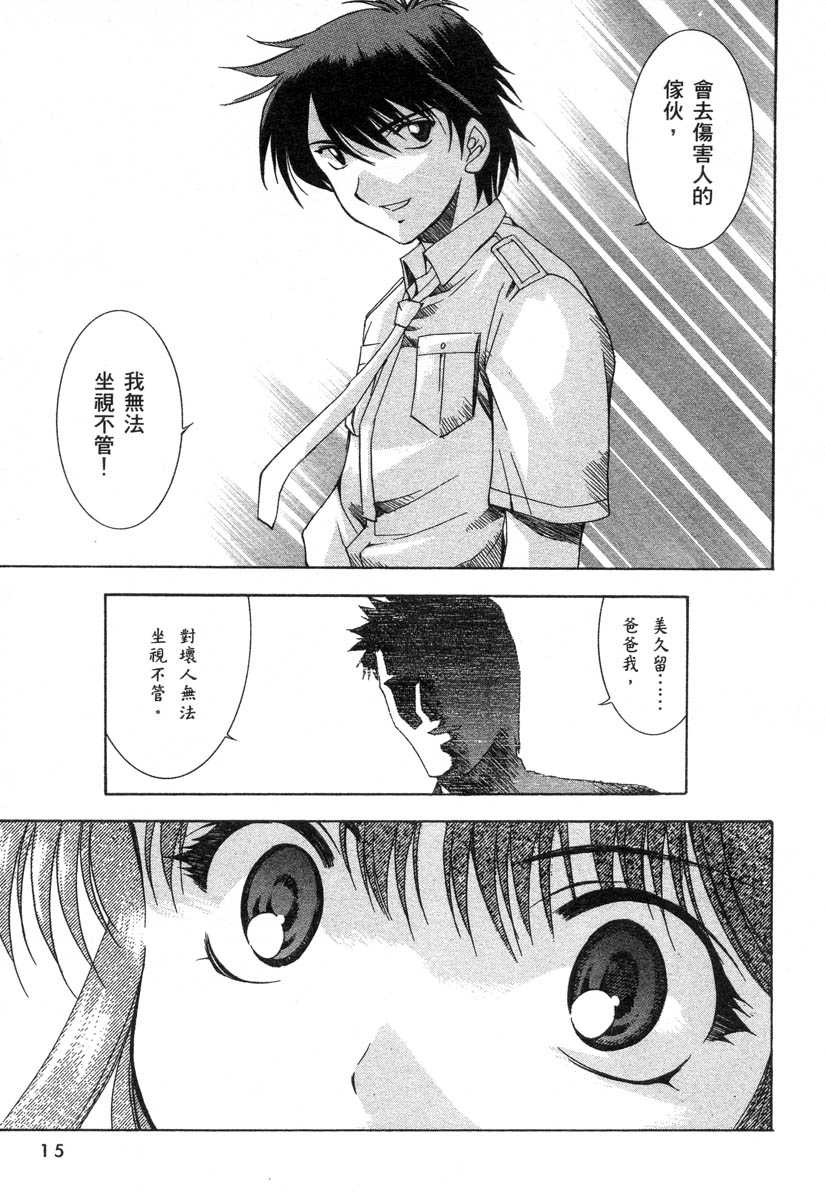 會去傷害人的
傢伙，
我無法
坐視不管！
美久留……
爸爸我，
對壞人無法
坐視不管。
15